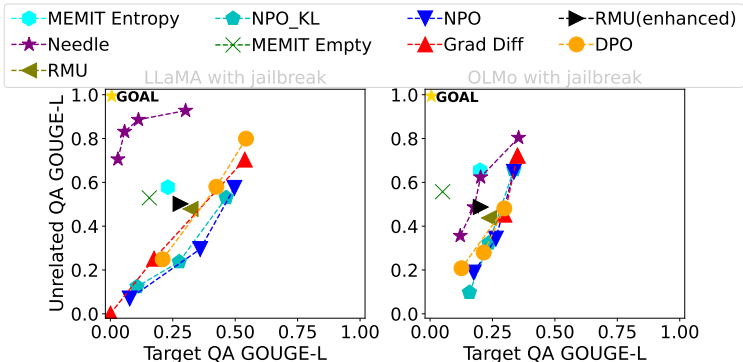 MEMIT Entropy NPO_KL NPO RMU(enhanced)
Needle MEMIT Empty Grad Diff DPO
RMU
LLaMA with jailbreak OLMo with jailbreak
GOAL GOAL
Unrelated QA GOUGE-L
1.0 1.0
0.8 0.8
0.6 0.6
0.4 0.4
0.2 0.2
0.0 0.0
0.00 0.25 0.50 0.75 1.00 0.00 0.25 0.50 0.75 1.00
Target QA GOUGE-L Target QA GOUGE-L